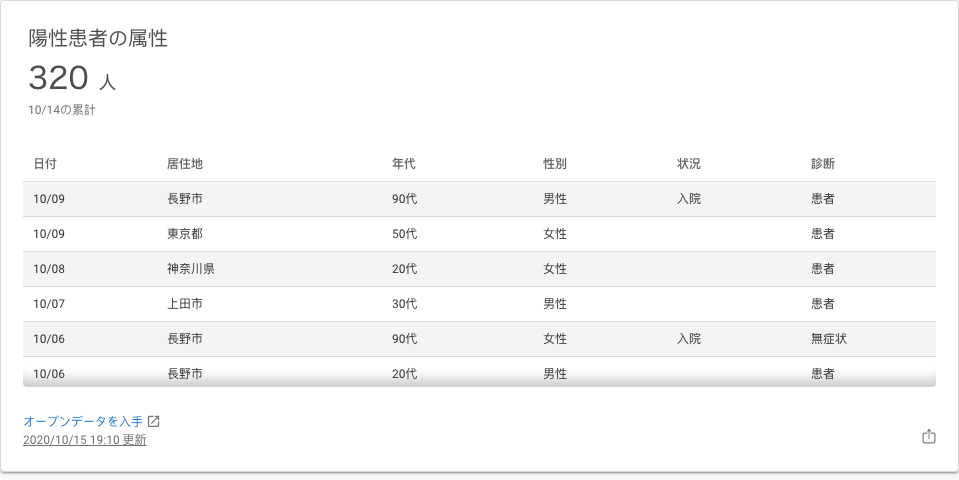 陽性患者の属性
320 人
10/14の累計
日付 居住地 年代 性別 状況 診断
10/09 長野市 90代 男性 入院 患者
10/09 東京都 50代 女性 患者
10/08 神奈川県 20代 女性 患者
10/07 上田市 30代 男性 患者
10/06 長野市 90代 女性 入院 無症状
10/06 長野市 20代 男性 患者
オープンデータを入手
2020/10/15 19:10 更新